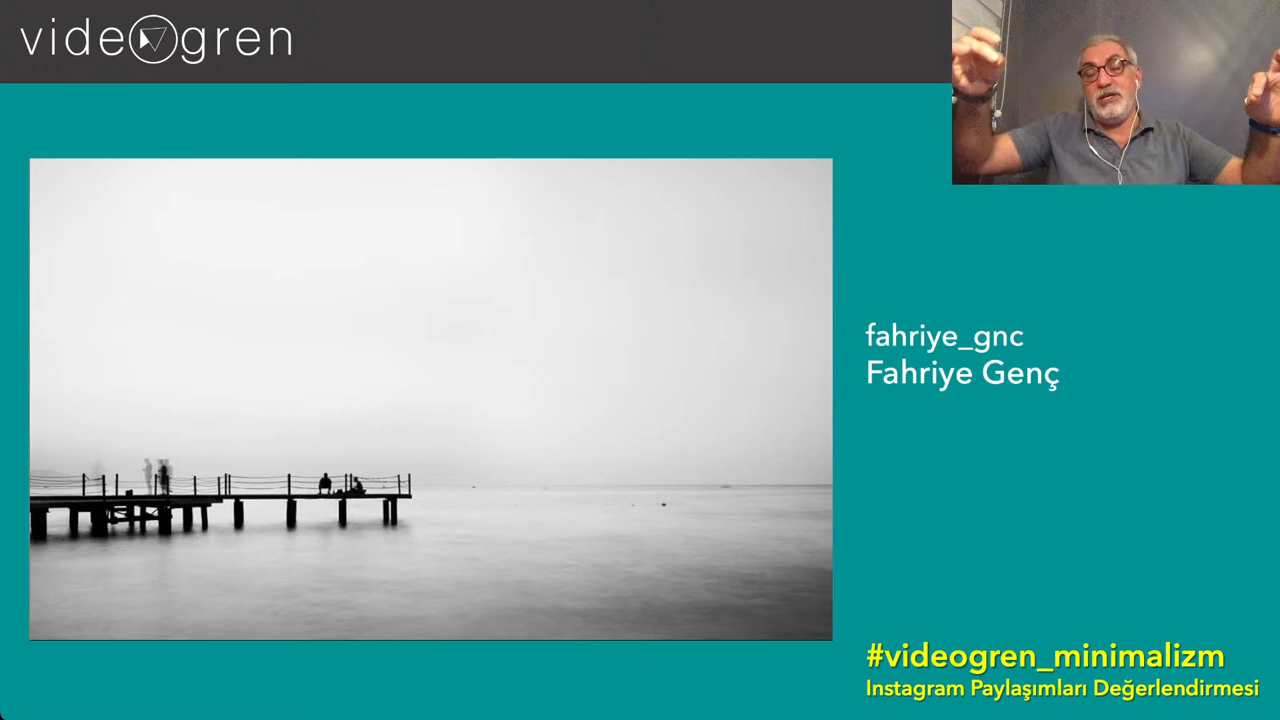 videogren
fahriye_gnc
Fahriye Genç
#videogren_minimalizm
Instagram Paylaşımları Değerlendirmesi